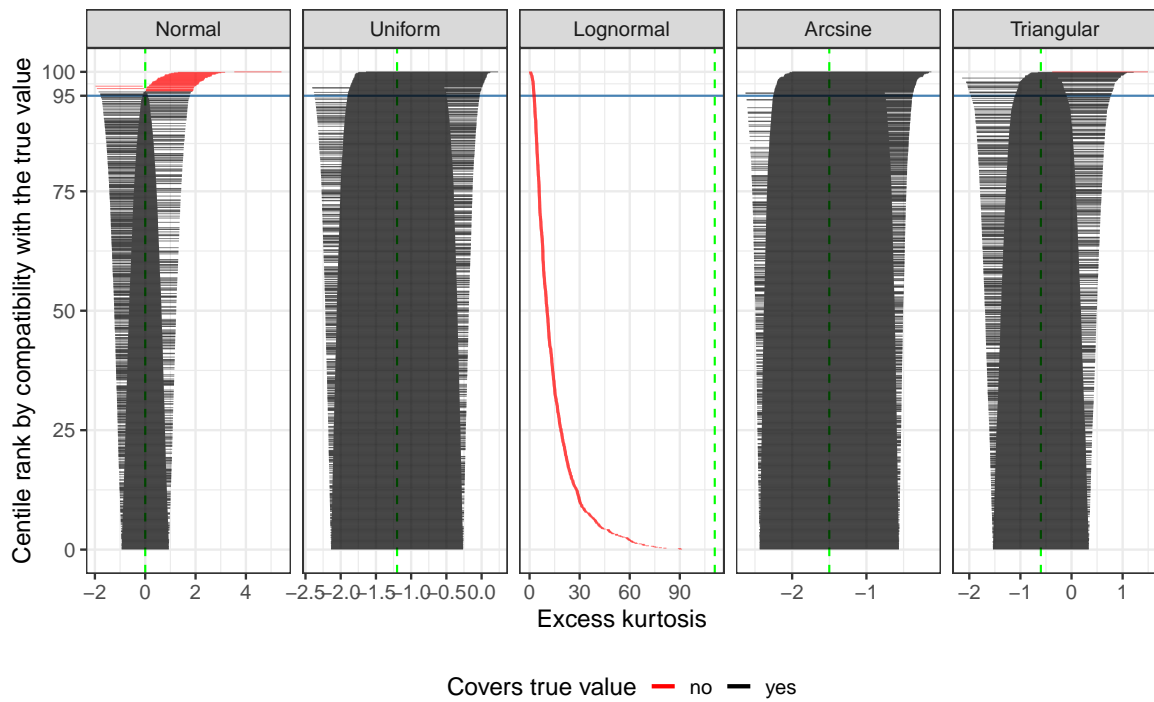 Normal Uniform Lognormal Arcsine Triangular
Centile rank by compatibility with the true value
100
95
75
50
25
0
−2 0 2 4 −2.5 −2.0 −1.5 −1.0 −0.5 0.0 0 30 60 90 −2 −1 −2 −1 0 1
Excess kurtosis
Covers true value no yes